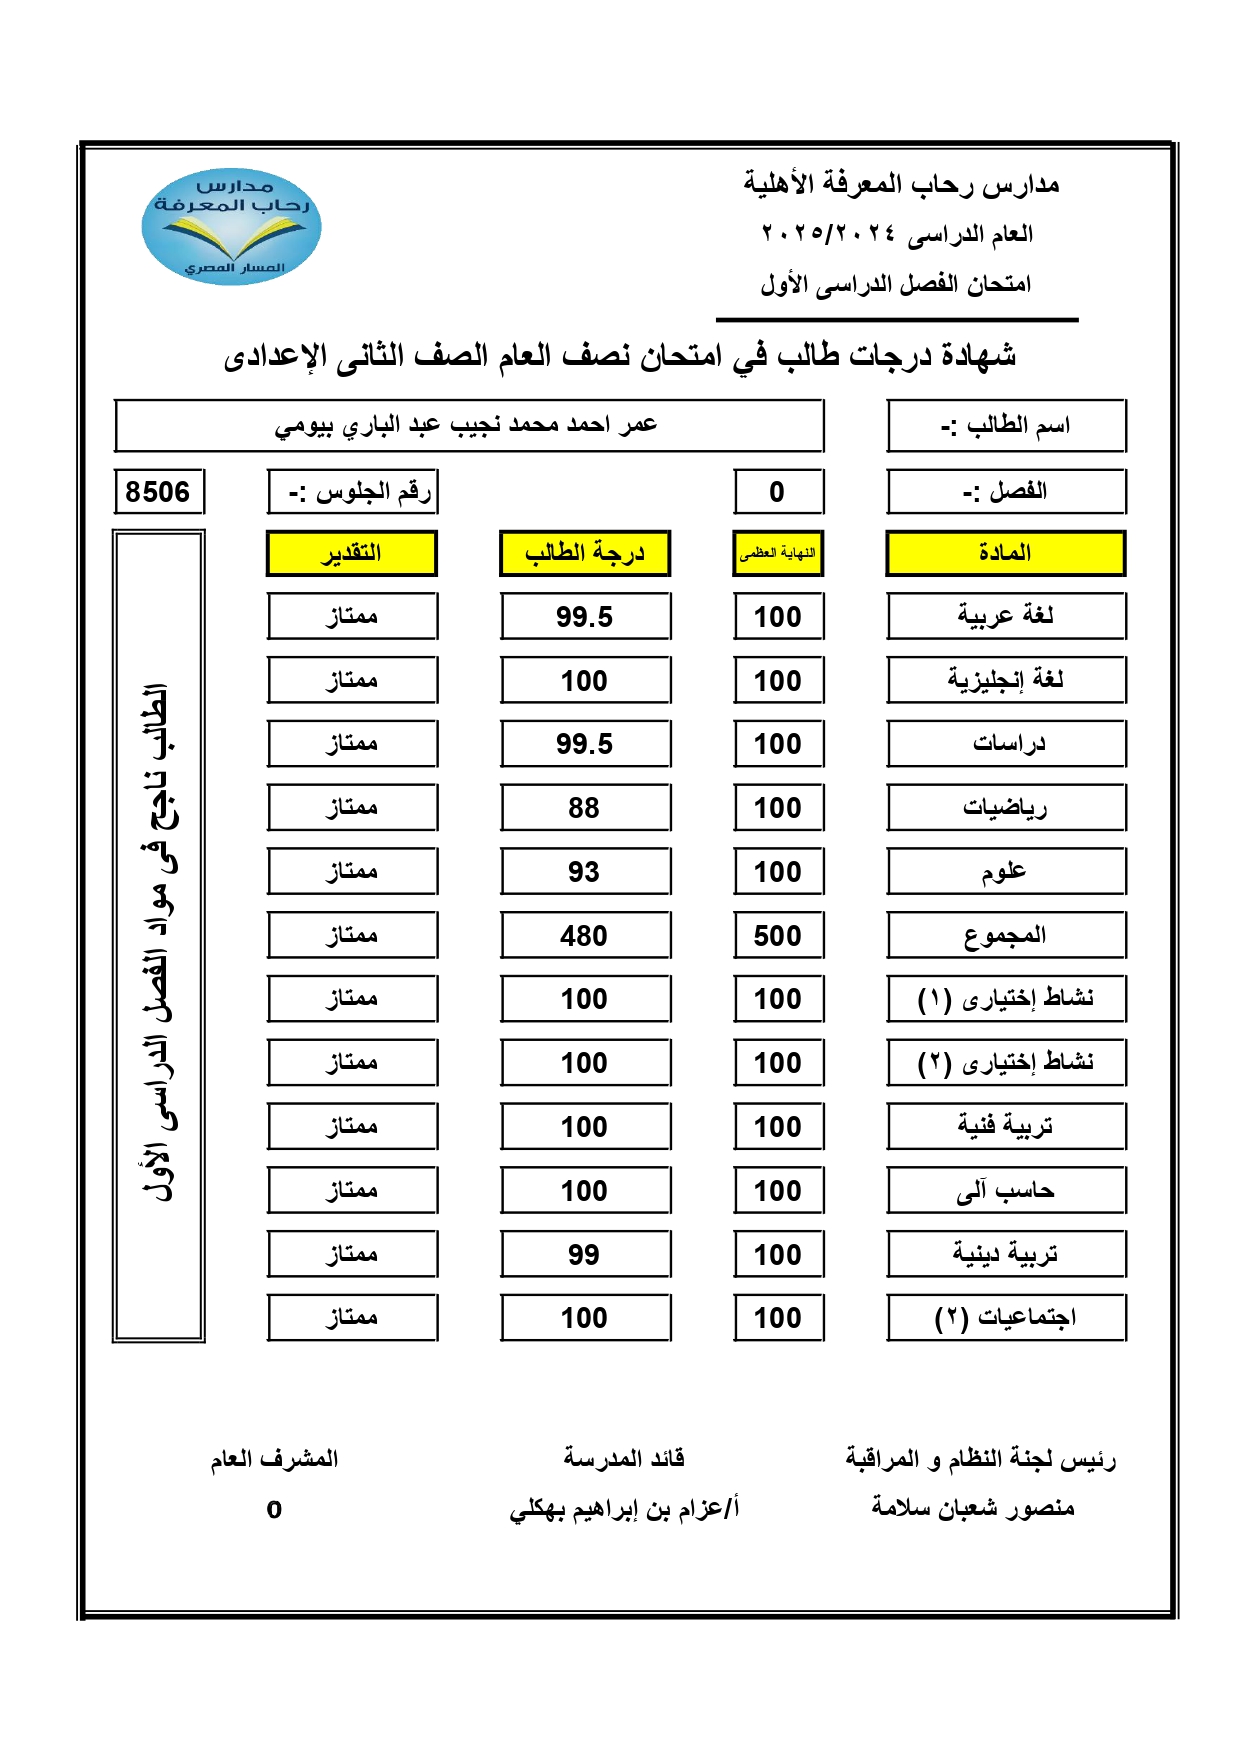 مدارس رحاب المعرفة الأهلية
العام الدراسى ٢٠٢٥/٢٠٢٤
امتحان الفصل الدراسى الأول
مدارس
رحاب المعرفة
المسار المصري
شهادة درجات طالب في امتحان نصف العام الصف الثانى الإعدادى
اسم الطالب :- عمر احمد محمد نجيب عبد الباري بيومي
الفصل :- 0 رقم الجلوس :- 8506
المادة النهاية العظمى درجة الطالب التقدير
لغة عربية 100 99.5 ممتاز
لغة إنجليزية 100 100 ممتاز
دراسات 100 99.5 ممتاز
رياضيات 100 88 ممتاز
علوم 100 93 ممتاز
المجموع 500 480 ممتاز
نشاط إختيارى (١) 100 100 ممتاز
نشاط إختيارى (٢) 100 100 ممتاز
تربية فنية 100 100 ممتاز
حاسب آلى 100 100 ممتاز
تربية دينية 100 99 ممتاز
اجتماعيات (٢) 100 100 ممتاز
الطالب ناجح فى مواد الفصل الدراسى الأول
رئيس لجنة النظام و المراقبة قائد المدرسة المشرف العام
منصور شعبان سلامة أ/عزام بن إبراهيم بهكلي 0